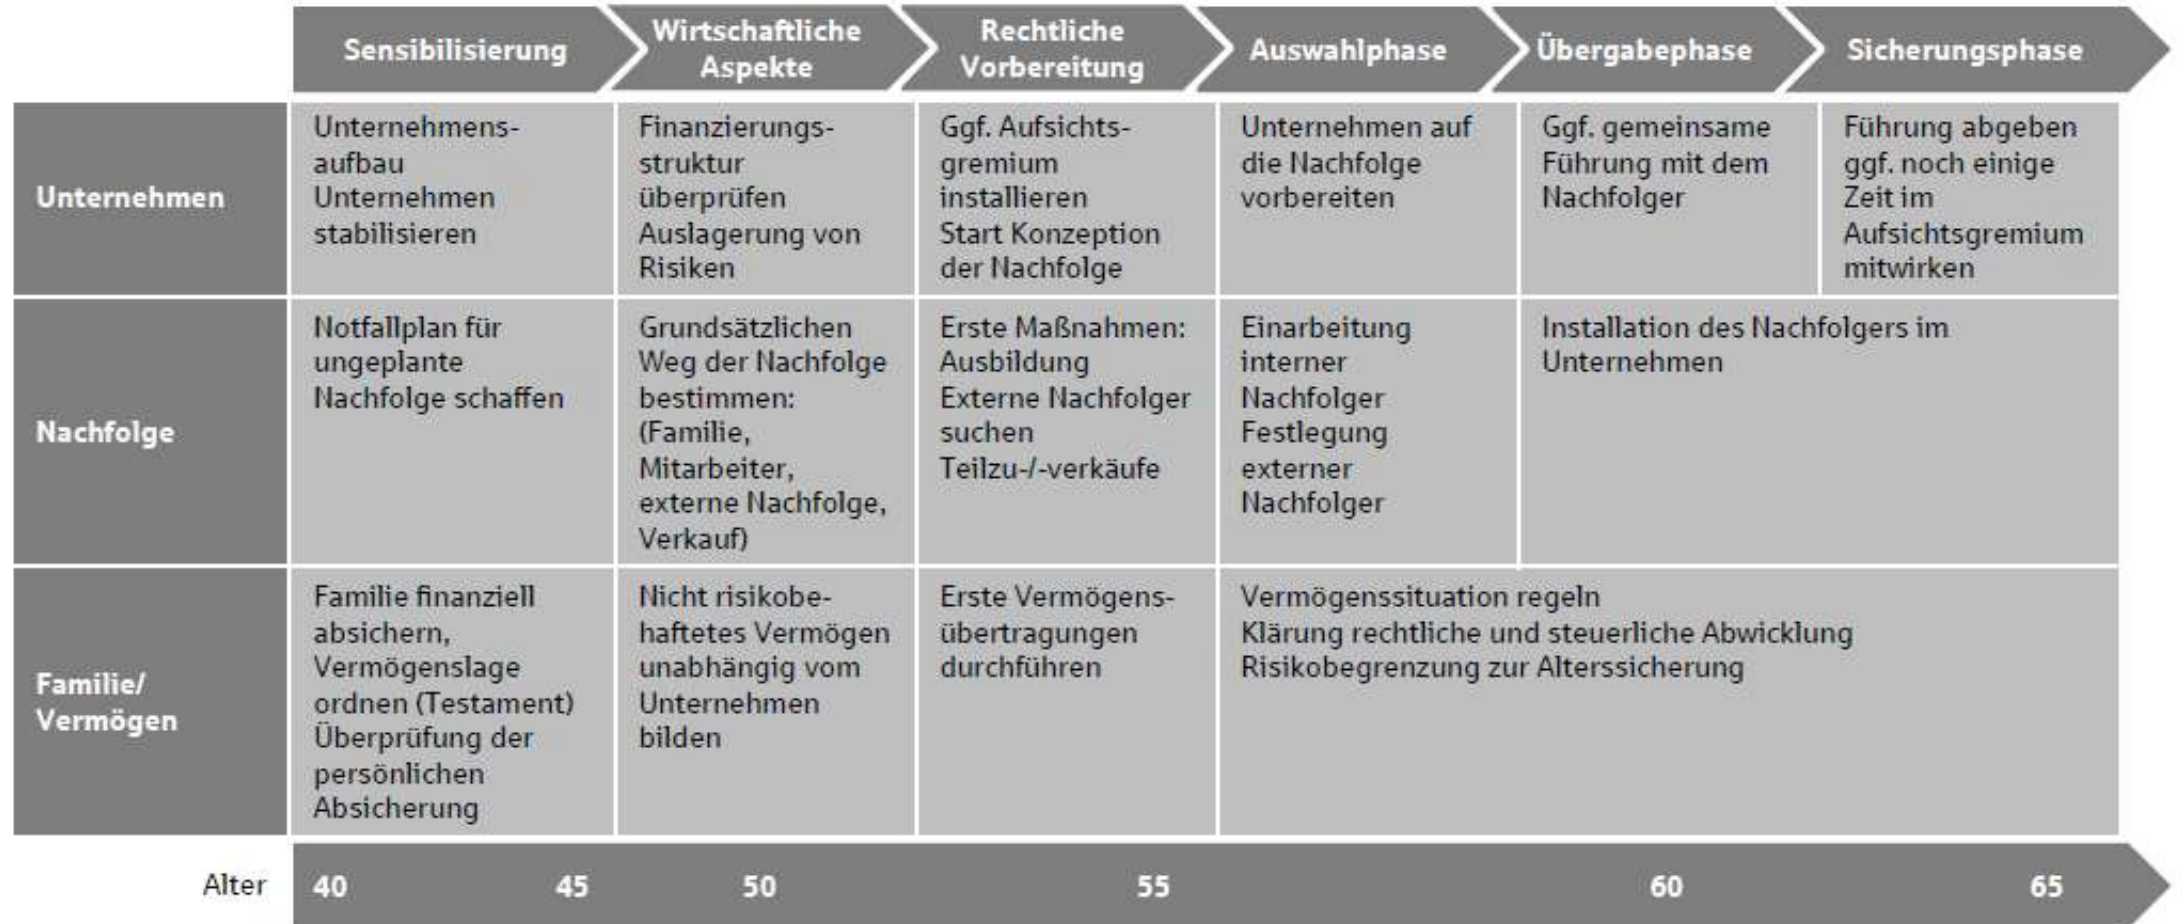 Sensibilisierung
Wirtschaftliche
Aspekte
Rechtliche
Vorbereitung
Auswahlphase
Übergabephase
Sicherungsphase
Unternehmen
Unternehmens-
aufbau
Unternehmen
stabilisieren
Finanzierungs-
struktur
überprüfen
Auslagerung von
Risiken
Ggf. Aufsichts-
gremium
installieren
Start Konzeption
der Nachfolge
Unternehmen auf
die Nachfolge
vorbereiten
Ggf. gemeinsame
Führung mit dem
Nachfolger
Führung abgeben
ggf. noch einige
Zeit im
Aufsichtsgremium
mitwirken
Nachfolge
Notfallplan für
ungeplante
Nachfolge schaffen
Grundsätzlichen
Weg der Nachfolge
bestimmen:
(Familie,
Mitarbeiter,
externe Nachfolge,
Verkauf)
Erste Maßnahmen:
Ausbildung
Externe Nachfolger
suchen
Teilzu-/-verkäufe
Einarbeitung
interner
Nachfolger
Festlegung
externer
Nachfolger
Installation des Nachfolgers im
Unternehmen
Familie/
Vermögen
Familie finanziell
absichern,
Vermögenslage
ordnen (Testament)
Überprüfung der
persönlichen
Absicherung
Nicht risikobe-
haftetes Vermögen
unabhängig vom
Unternehmen
bilden
Erste Vermögens-
übertragungen
durchführen
Vermögenssituation regeln
Klärung rechtliche und steuerliche Abwicklung
Risikobegrenzung zur Alterssicherung
Alter 40 45 50 55 60 65